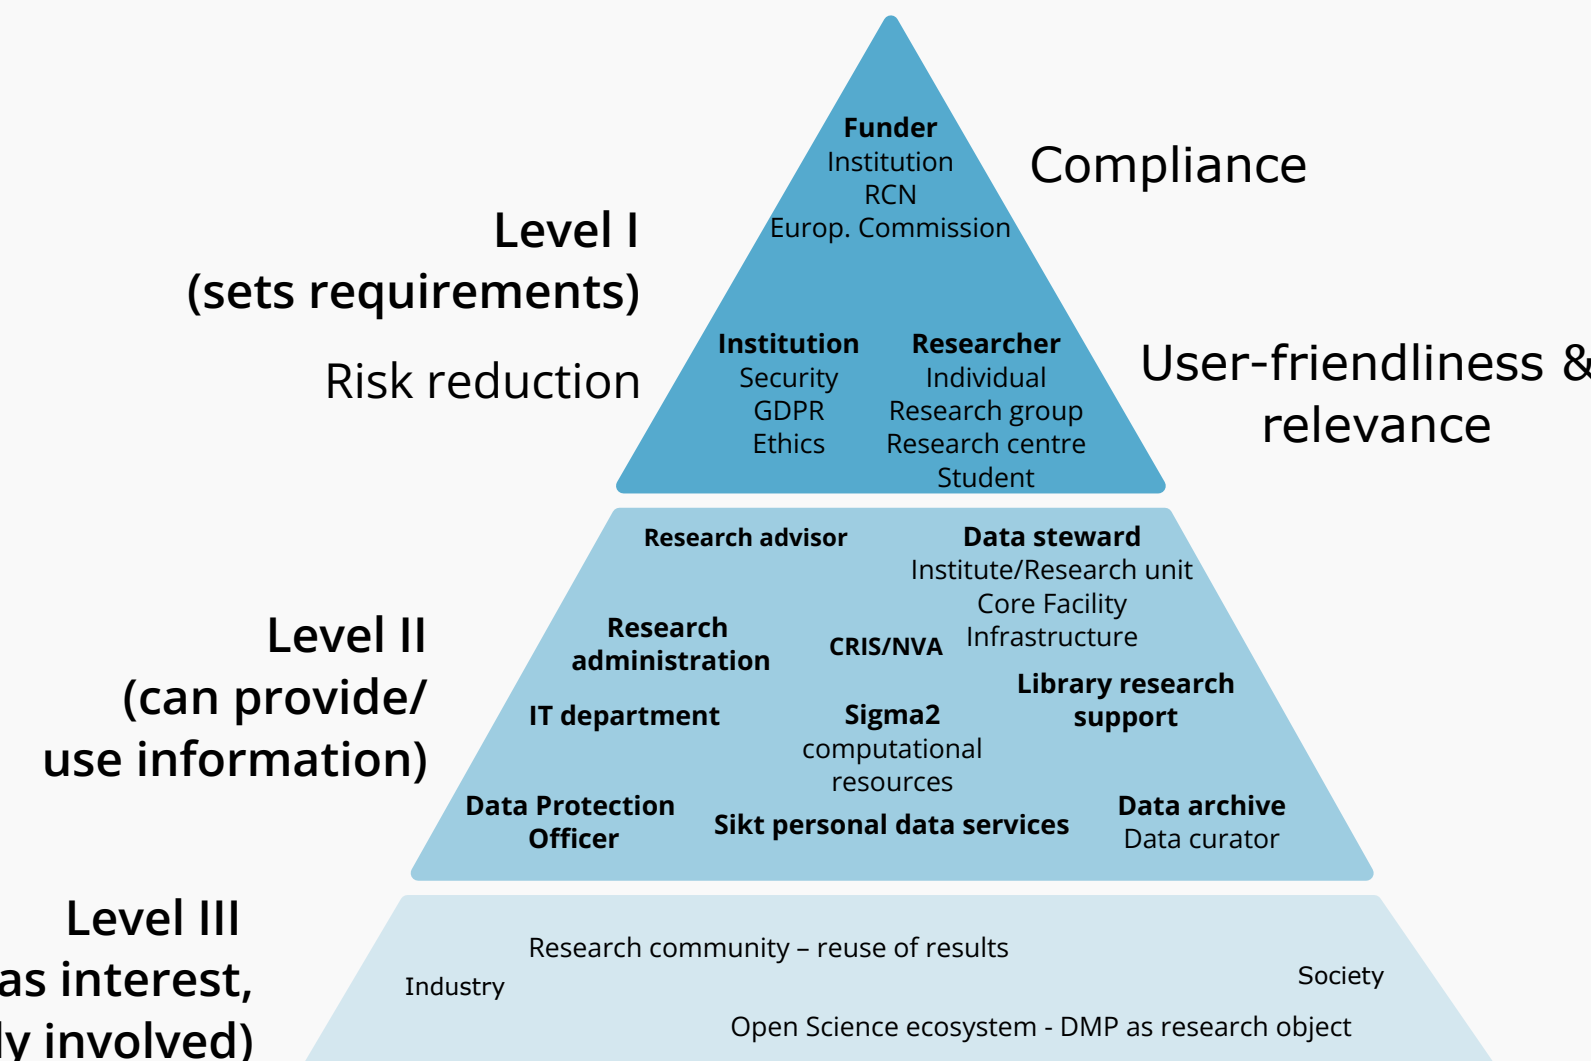 Funder
Institution
RCN
Europ. Commission
Compliance
Level I
(sets requirements)
Risk reduction
Institution
Security
GDPR
Ethics
Researcher
Individual
Research group
Research centre
Student
User-friendliness &
relevance
Level II
(can provide/
use information)
Research advisor
Data steward
Institute/Research unit
Core Facility
Infrastructure
Research
administration
CRIS/NVA
Library research
support
IT department
Sigma2
computational
resources
Data Protection
Officer
Sikt personal data services
Data archive
Data curator
Level III
interest,
involved)
Research community – reuse of results
Industry
Society
Open Science ecosystem - DMP as research object